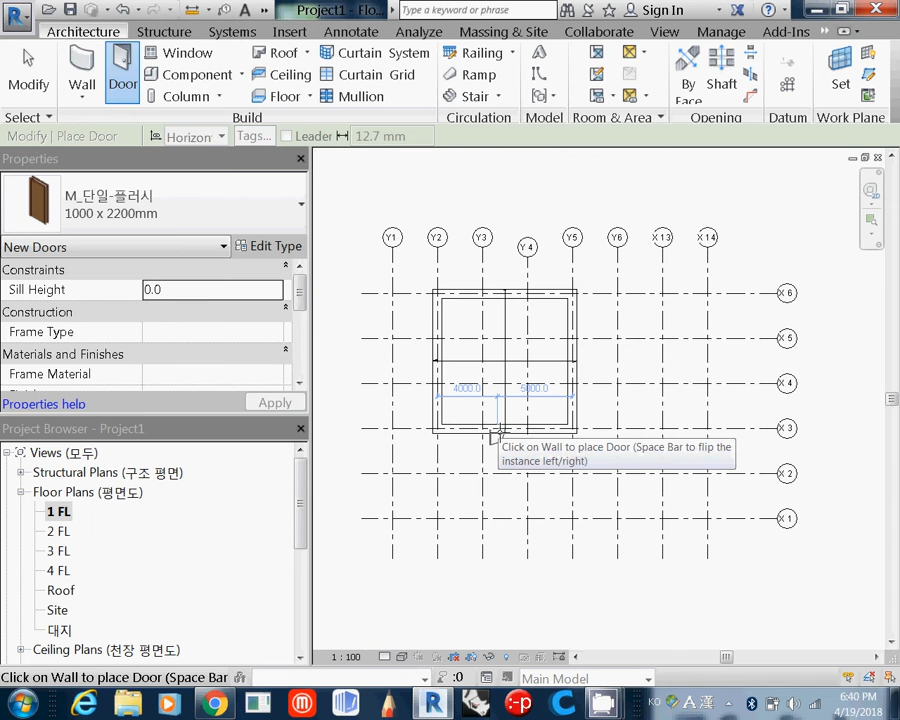 Project1 - Flo...
Type a keyword or phrase
Sign In
Architecture Structure Systems Insert Annotate Analyze Massing & Site Collaborate View Manage Add-Ins
Modify
Wall
Door
Window
Component
Column
Roof
Ceiling
Floor
Curtain System
Curtain Grid
Mullion
Railing
Ramp
Stair
By
Face
Shaft
Set
Select
Build
Circulation
Model
Room & Area
Opening
Datum
Work Plane
Modify | Place Door
Horizon
Tags...
Leader
12.7 mm
Properties
M_단일-플러시
1000 x 2200mm
New Doors
Edit Type
Constraints
Sill Height
0.0
Construction
Frame Type
Materials and Finishes
Frame Material
Properties help
Apply
Project Browser - Project1
Views (모두)
Structural Plans (구조 평면)
Floor Plans (평면도)
1 FL
2 FL
3 FL
4 FL
Roof
Site
대지
Ceiling Plans (천장 평면도)
Y1 Y2 Y3 Y4 Y5 Y6 X13 X14
X6
X5
X4
4000.0 5000.0
X3
Click on Wall to place Door (Space Bar to flip the
instance left/right)
X2
X1
1 : 100
Click on Wall to place Door (Space Bar
:0
Main Model
KO
A 漢
6:40 PM
4/19/2018